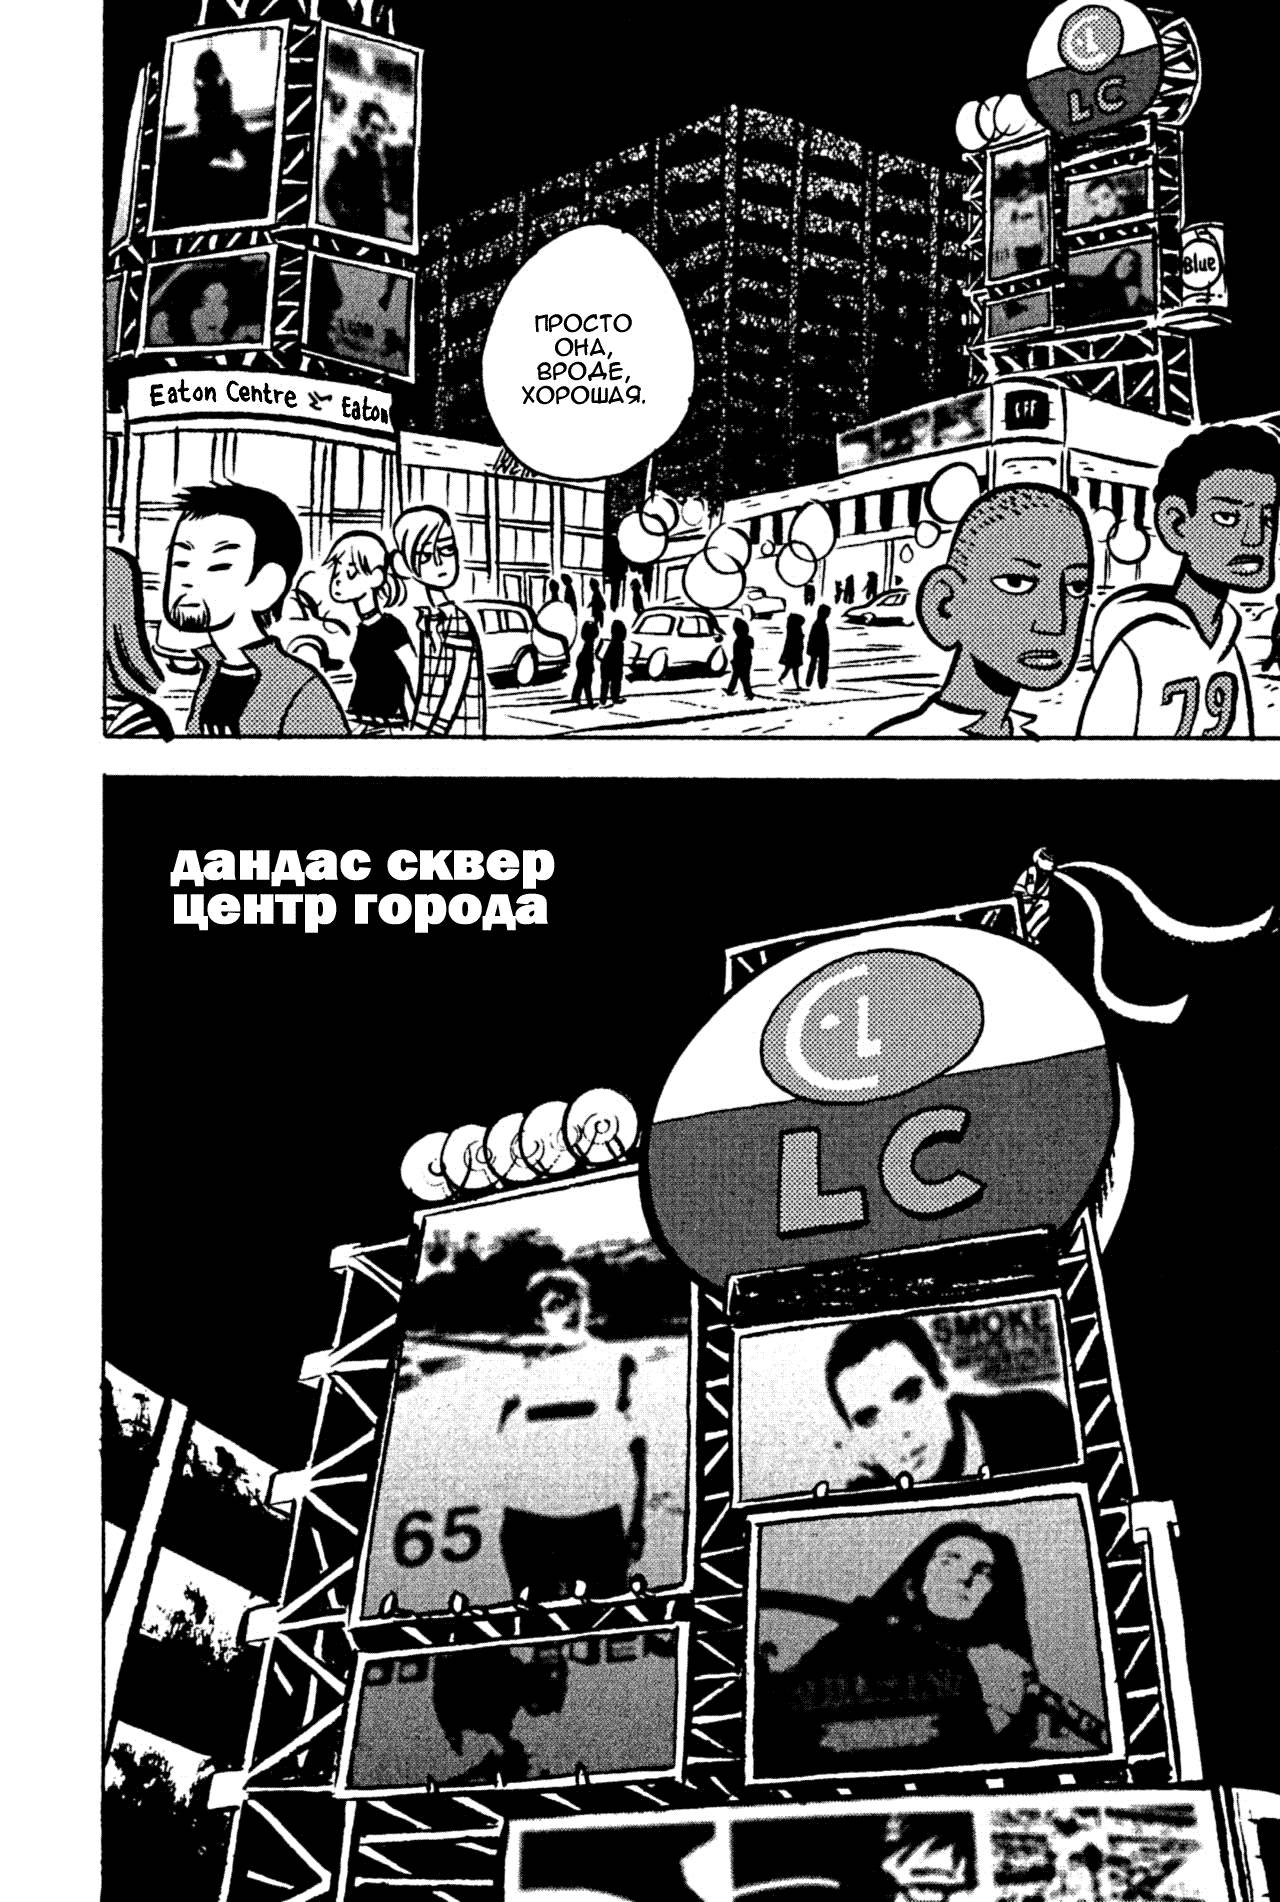 LC
Blue
ПРОСТО
ОНА,
ВРОДЕ,
ХОРОШАЯ.
Eaton Centre
Eaton
79
дандас сквер
центр города
LC
SMOKE
65